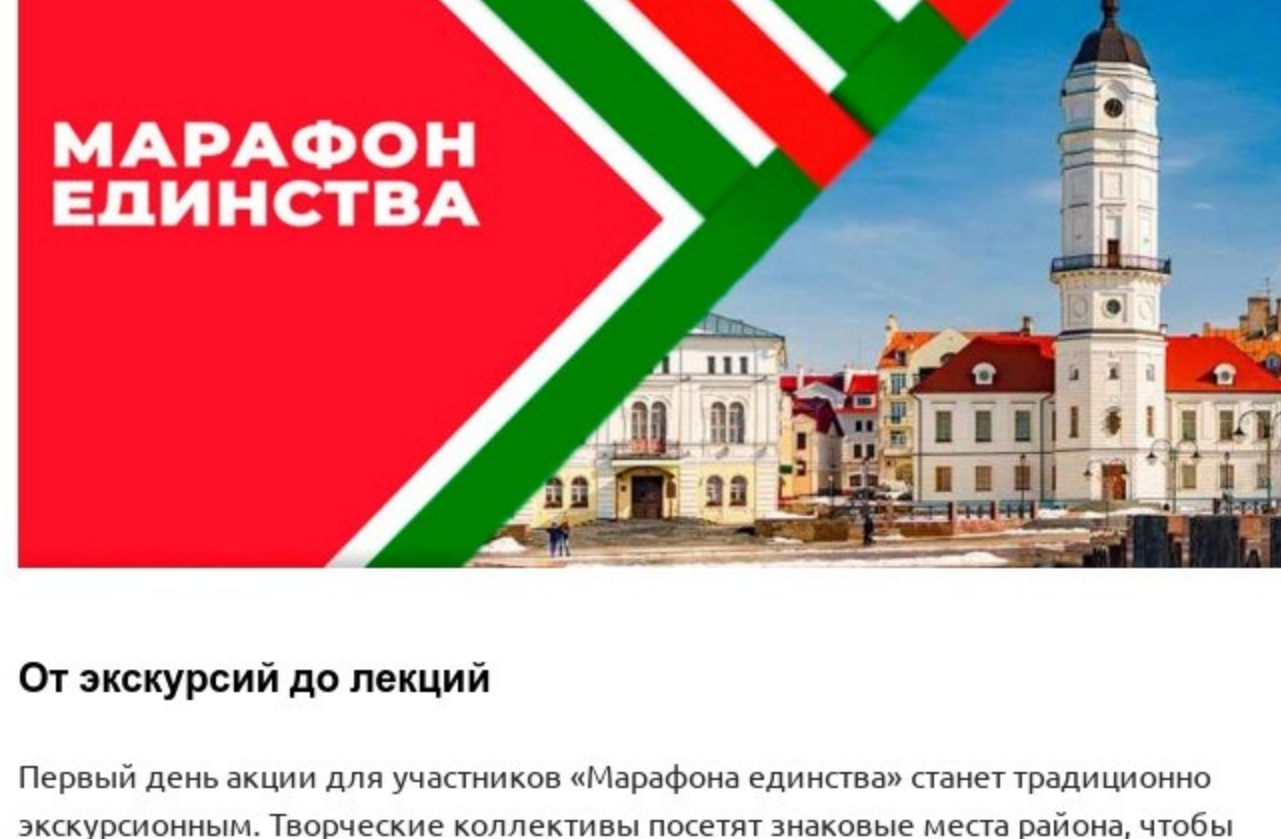 МАРАФОН
ЕДИНСТВА
От экскурсий до лекций
Первый день акции для участников «Марафона единства» станет традиционно
экскурсионным. Творческие коллективы посетят знаковые места района, чтобы